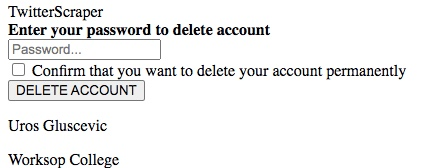 TwitterScraper
Enter your password to delete account
Password...
Confirm that you want to delete your account permanently
DELETE ACCOUNT
Uros Gluscevic
Worksop College